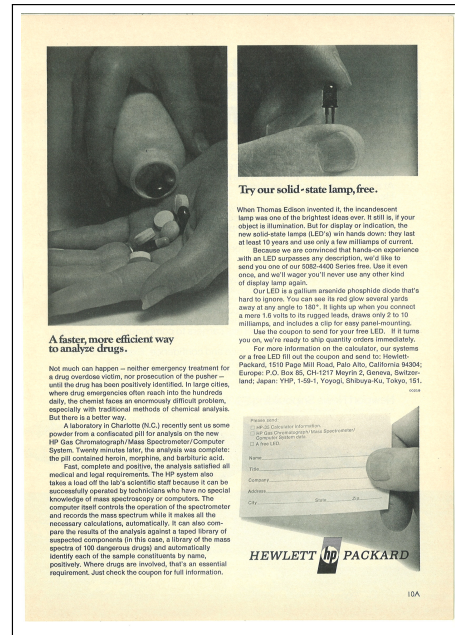 A faster, more efficient way
to analyze drugs.
Not much can happen — neither emergency treatment for
a drug overdose victim, nor prosecution of the pusher —
until the drug has been positively identified. In large cities,
where drug emergencies often reach into the hundreds
daily, the chemist faces an enormously difficult problem,
especially with traditional methods of chemical analysis.
But there is a better way.
A laboratory in Charlotte (N.C.) recently sent us some
powder from a confiscated pill for analysis on the new
HP Gas Chromatograph/Mass Spectrometer/Computer
System. Twenty minutes later, the analysis was complete:
the pill contained heroin, morphine, and barbituric acid.
Fast, complete and positive, the analysis satisfied all
medical and legal requirements. The HP system also
takes a load off the lab's scientific staff because it can be
successfully operated by technicians who have no special
knowledge of mass spectroscopy or computers. The
computer itself controls the operation of the spectrometer
and records the mass spectrum while it makes all the
necessary calculations, automatically. It can also com-
pare the results of the analysis against a taped library of
suspected components (in this case, a library of the mass
spectra of 100 dangerous drugs) and automatically
identify each of the sample constituents by name,
positively. Where drugs are involved, that's an essential
requirement. Just check the coupon for full information.
Try our solid-state lamp, free.
When Thomas Edison invented it, the incandescent
lamp was one of the brightest ideas ever. It still is, if your
object is illumination. But for display or indication, the
new solid-state lamps (LED's) win hands down: they last
at least 10 years and use only a few milliamps of current.
Because we are convinced that hands-on experience
with an LED surpasses any description, we'd like to
send you one of our 5082-4400 Series free. Use it even
once, and we'll wager you'll never use any other kind
of display lamp again.
Our LED is a gallium arsenide phosphide diode that's
hard to ignore. You can see its red glow several yards
away at any angle to 180°. It lights up when you connect
a mere 1.6 volts to its rugged leads, draws only 2 to 10
milliamps, and includes a clip for easy panel-mounting.
Use the coupon to send for your free LED. If it turns
you on, we're ready to ship quantity orders immediately.
For more information on the calculator, our systems
or a free LED fill out the coupon and send to: Hewlett-
Packard, 1510 Page Mill Road, Palo Alto, California 94304;
Europe: P.O. Box 85, CH-1217 Meyrin 2, Geneva, Switzer-
land; Japan: YHP, 1-59-1, Yoyogi, Shibuya-Ku, Tokyo, 151.
Please send
HP-35 Calculator Information.
HP Gas Chromatograph/Mass Spectrometer/
Computer System data
A free LED.
Name
Title
Company
Address
City State Zip
HEWLETT hp PACKARD
10A